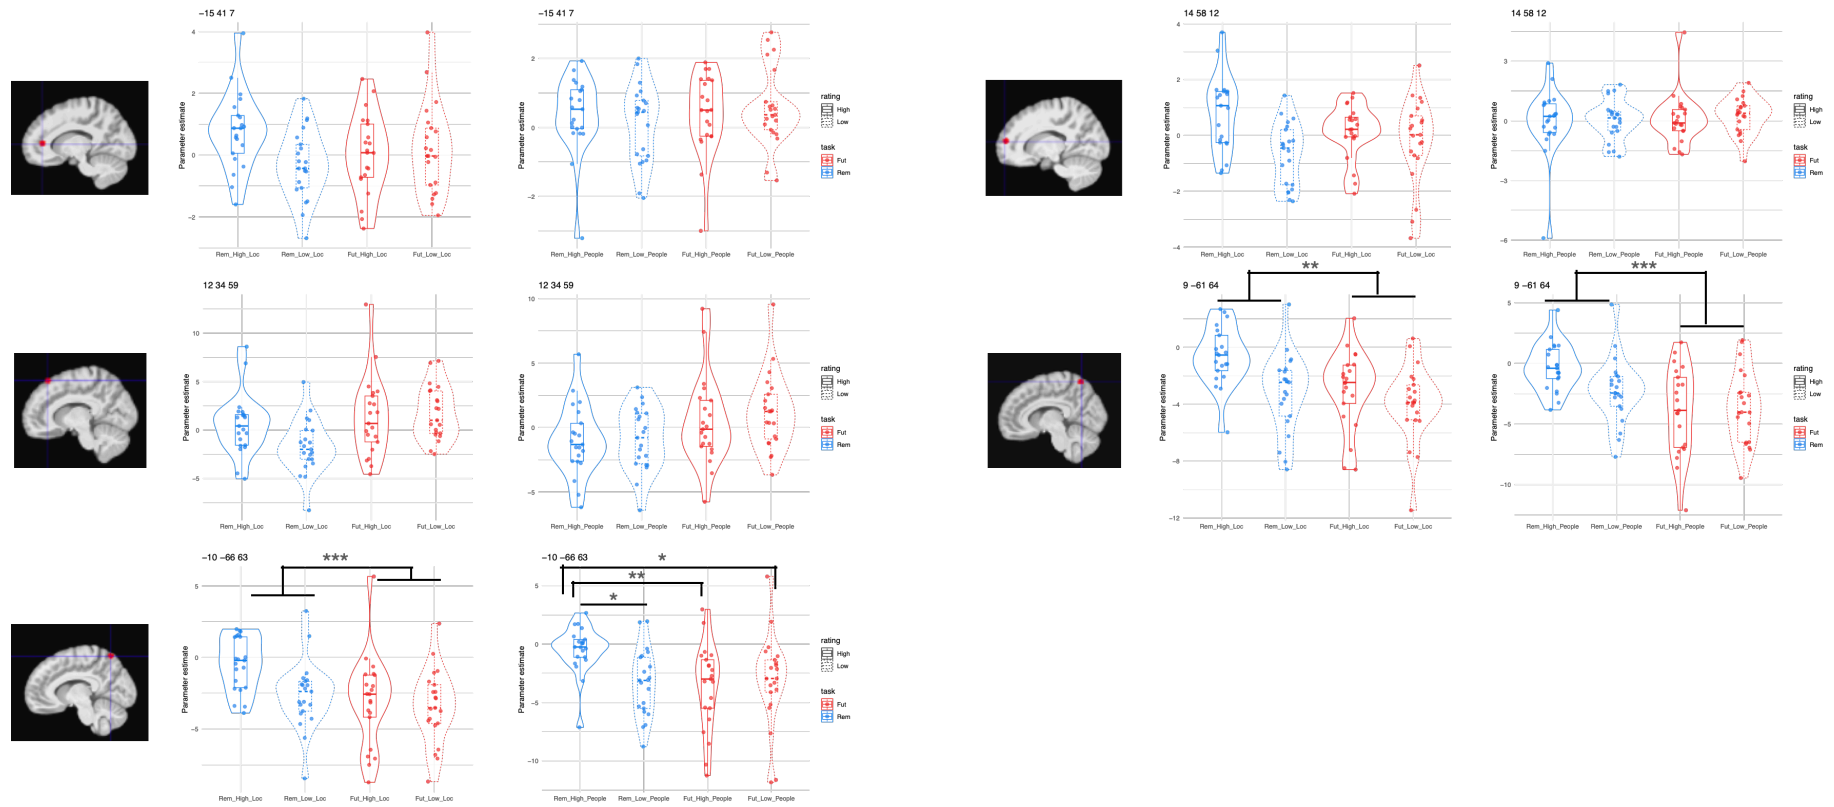 −15 41 7
Parameter estimate
4
2
0
−2
Rem_High_Loc Rem_Low_Loc Fut_High_Loc Fut_Low_Loc
−15 41 7
Parameter estimate
2
0
−2
Rem_High_People Rem_Low_People Fut_High_People Fut_Low_People
rating
High
Low
task
Fut
Rem
14 58 12
Parameter estimate
4
2
0
−2
−4
Rem_High_Loc Rem_Low_Loc Fut_High_Loc Fut_Low_Loc
14 58 12
Parameter estimate
3
0
−3
−6
Rem_High_People Rem_Low_People Fut_High_People Fut_Low_People
rating
High
Low
task
Fut
Rem
12 34 59
Parameter estimate
10
5
0
−5
Rem_High_Loc Rem_Low_Loc Fut_High_Loc Fut_Low_Loc
12 34 59
Parameter estimate
10
5
0
−5
Rem_High_People Rem_Low_People Fut_High_People Fut_Low_People
rating
High
Low
task
Fut
Rem
**
9 −61 64
Parameter estimate
0
−4
−8
−12
Rem_High_Loc Rem_Low_Loc Fut_High_Loc Fut_Low_Loc
***
9 −61 64
Parameter estimate
5
0
−5
−10
Rem_High_People Rem_Low_People Fut_High_People Fut_Low_People
rating
High
Low
task
Fut
Rem
−10 −66 63
***
Parameter estimate
5
0
−5
Rem_High_Loc Rem_Low_Loc Fut_High_Loc Fut_Low_Loc
−10 −66 63
*
**
*
Parameter estimate
5
0
−5
−10
Rem_High_People Rem_Low_People Fut_High_People Fut_Low_People
rating
High
Low
task
Fut
Rem